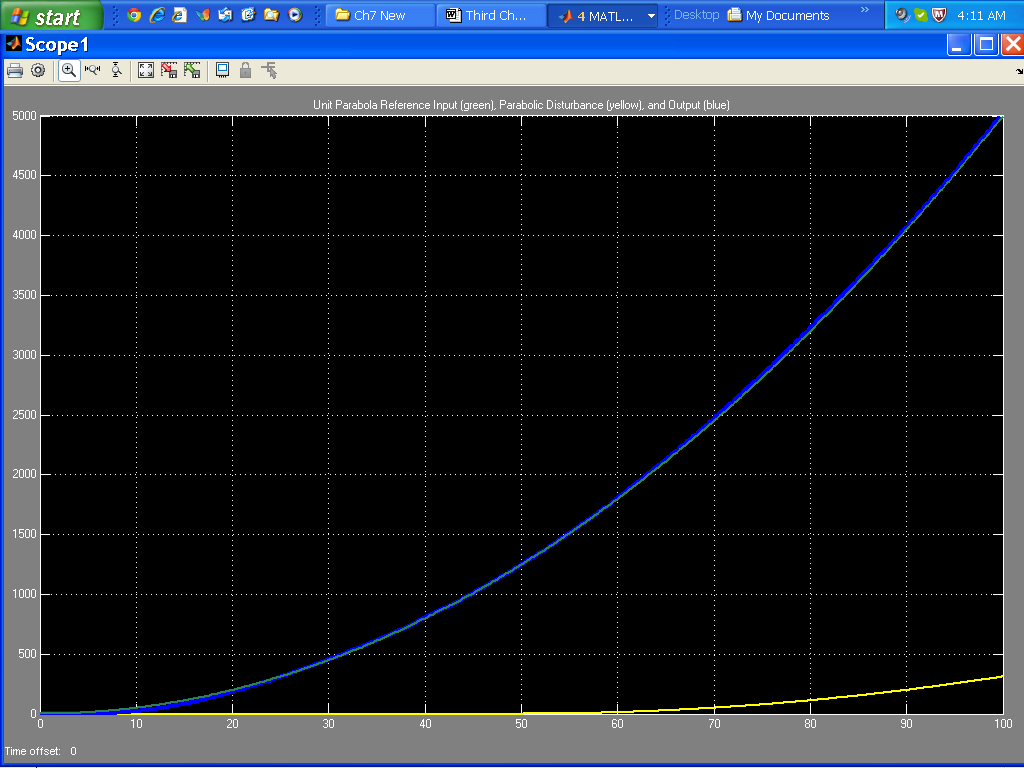 start
Ch7 New
Third Ch...
4 MATL...
Desktop
My Documents
»
4:11 AM
Scope1
Unit Parabola Reference Input (green), Parabolic Disturbance (yellow), and Output (blue)
5000
4500
4000
3500
3000
2500
2000
1500
1000
500
0
0 10 20 30 40 50 60 70 80 90 100
Time offset: 0